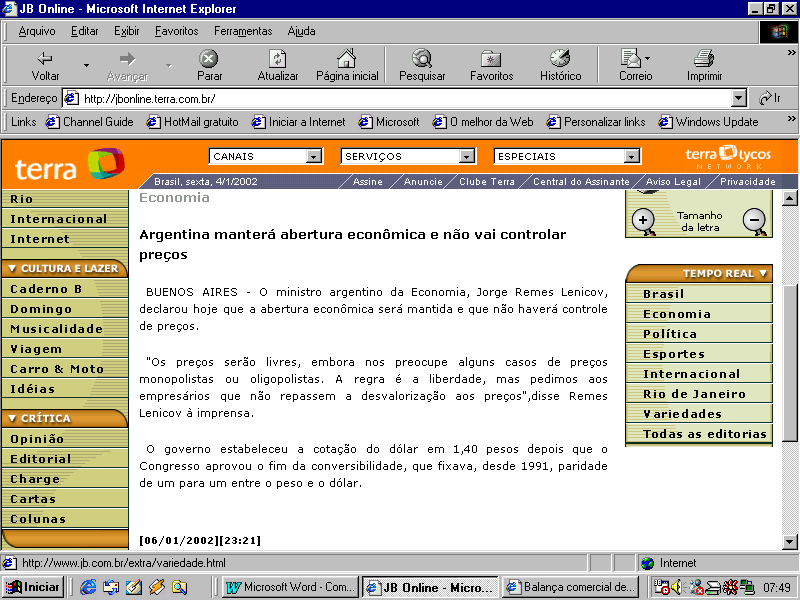 JB Online - Microsoft Internet Explorer
Arquivo Editar Exibir Favoritos Ferramentas Ajuda
Voltar Avançar Parar Atualizar Página inicial Pesquisar Favoritos Histórico Correio Imprimir
Endereço http://jbonline.terra.com.br/ Ir
Links Channel Guide HotMail gratuito Iniciar a Internet Microsoft O melhor da Web Personalizar links Windows Update
terra CANAIS SERVIÇOS ESPECIAIS terra Lycos
NETWORK
Brasil, sexta, 4/1/2002 Assine Anuncie Clube Terra Central do Assinante Aviso Legal Privacidade
Rio
Internacional
Internet
CULTURA E LAZER
Caderno B
Domingo
Musicalidade
Viagem
Carro & Moto
Idéias
CRÍTICA
Opinião
Editorial
Charge
Cartas
Colunas
Economia
Argentina manterá abertura econômica e não vai controlar
preços
BUENOS AIRES - O ministro argentino da Economia, Jorge Remes Lenicov,
declarou hoje que a abertura econômica será mantida e que não haverá controle
de preços.
"Os preços serão livres, embora nos preocupe alguns casos de preços
monopolistas ou oligopolistas. A regra é a liberdade, mas pedimos aos
empresários que não repassem a desvalorização aos preços",disse Remes
Lenicov à imprensa.
O governo estabeleceu a cotação do dólar em 1,40 pesos depois que o
Congresso aprovou o fim da conversibilidade, que fixava, desde 1991, paridade
de um para um entre o peso e o dólar.
[06/01/2002][23:21]
Tamanho
da letra
TEMPO REAL
Brasil
Economia
Política
Esportes
Internacional
Rio de Janeiro
Variedades
Todas as editorias
http://www.jb.com.br/extra/variedade.html Internet
Iniciar Microsoft Word - Com... JB Online - Micro... Balança comercial de... 07:49